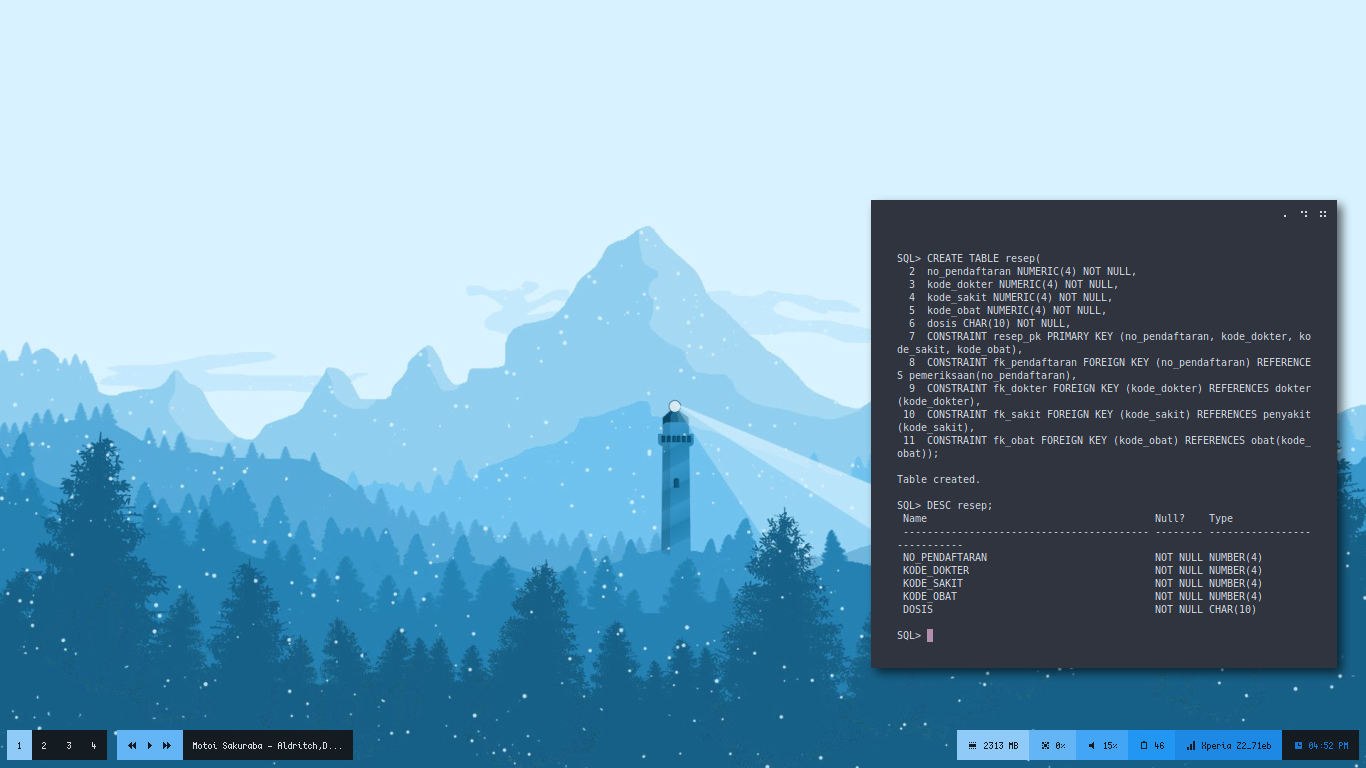 SQL> CREATE TABLE resep(
  2  no_pendaftaran NUMERIC(4) NOT NULL,
  3  kode_dokter NUMERIC(4) NOT NULL,
  4  kode_sakit NUMERIC(4) NOT NULL,
  5  kode_obat NUMERIC(4) NOT NULL,
  6  dosis CHAR(10) NOT NULL,
  7  CONSTRAINT resep_pk PRIMARY KEY (no_pendaftaran, kode_dokter, ko
de_sakit, kode_obat),
  8  CONSTRAINT fk_pendaftaran FOREIGN KEY (no_pendaftaran) REFERENCE
S pemeriksaan(no_pendaftaran),
  9  CONSTRAINT fk_dokter FOREIGN KEY (kode_dokter) REFERENCES dokter
(kode_dokter),
 10  CONSTRAINT fk_sakit FOREIGN KEY (kode_sakit) REFERENCES penyakit
(kode_sakit),
 11  CONSTRAINT fk_obat FOREIGN KEY (kode_obat) REFERENCES obat(kode_
obat));
Table created.
SQL> DESC resep;
 Name                                      Null?    Type
 ----------------------------------------- -------- -----------------
-----------
 NO_PENDAFTARAN                            NOT NULL NUMBER(4)
 KODE_DOKTER                               NOT NULL NUMBER(4)
 KODE_SAKIT                                NOT NULL NUMBER(4)
 KODE_OBAT                                 NOT NULL NUMBER(4)
 DOSIS                                     NOT NULL CHAR(10)
SQL>
1 2 3 4 Motoi Sakuraba - Aldritch,D... 2313 MB 0% 15% 46 Xperia Z2_71eb 04:52 PM